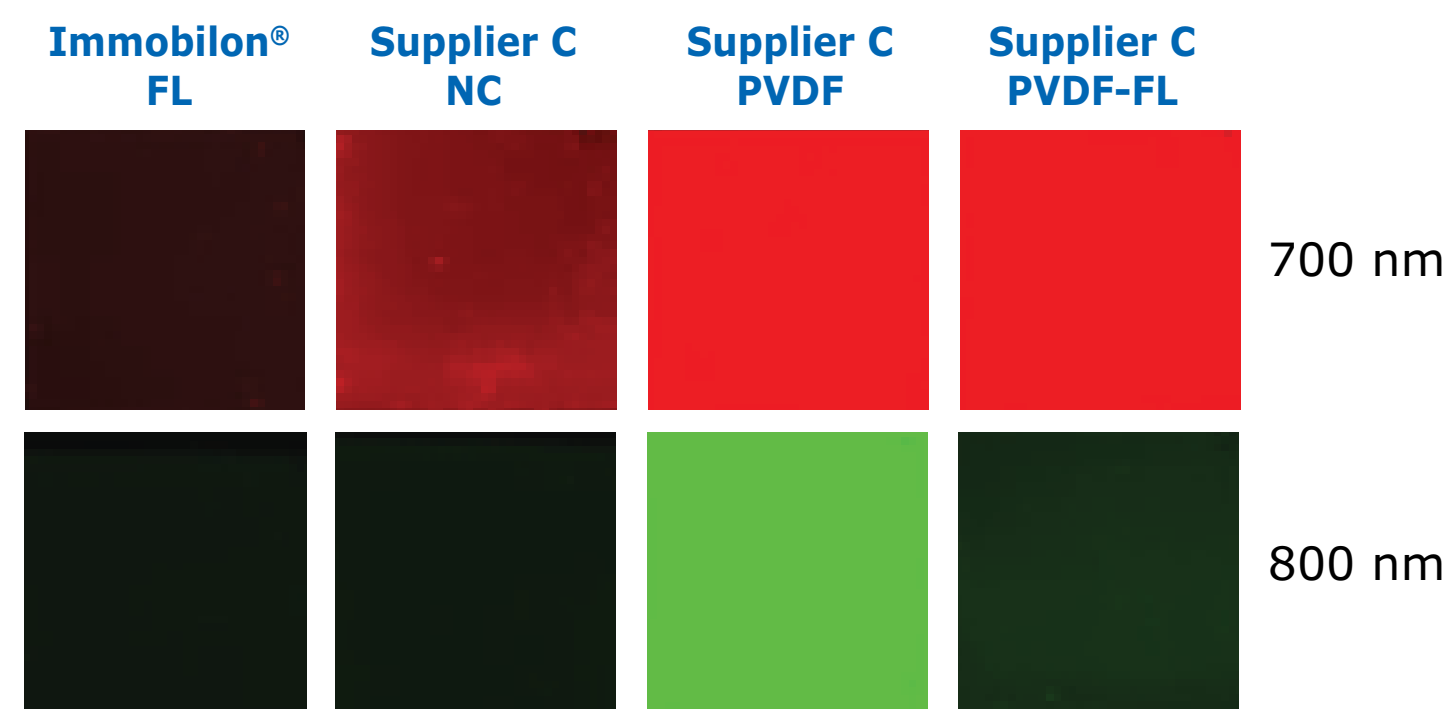 Immobilon®
FL
Supplier C
NC
Supplier C
PVDF
Supplier C
PVDF-FL
700 nm
800 nm